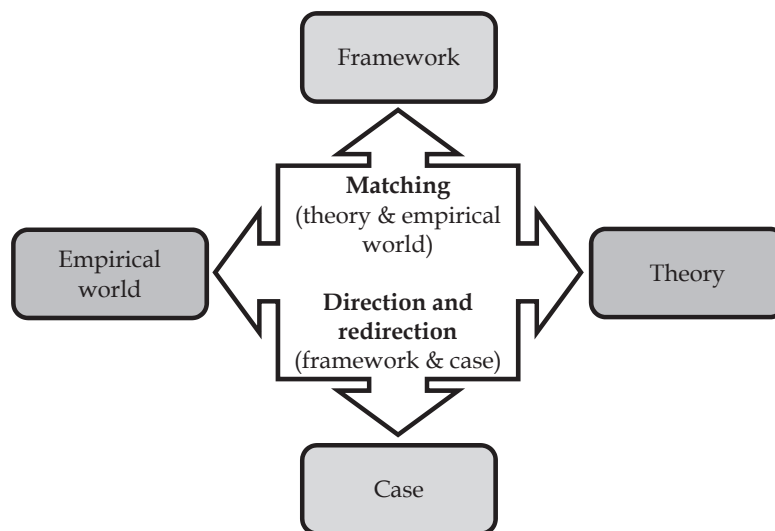 Framework
Matching
(theory & empirical
world)
Empirical
world
Theory
Direction and
redirection
(framework & case)
Case